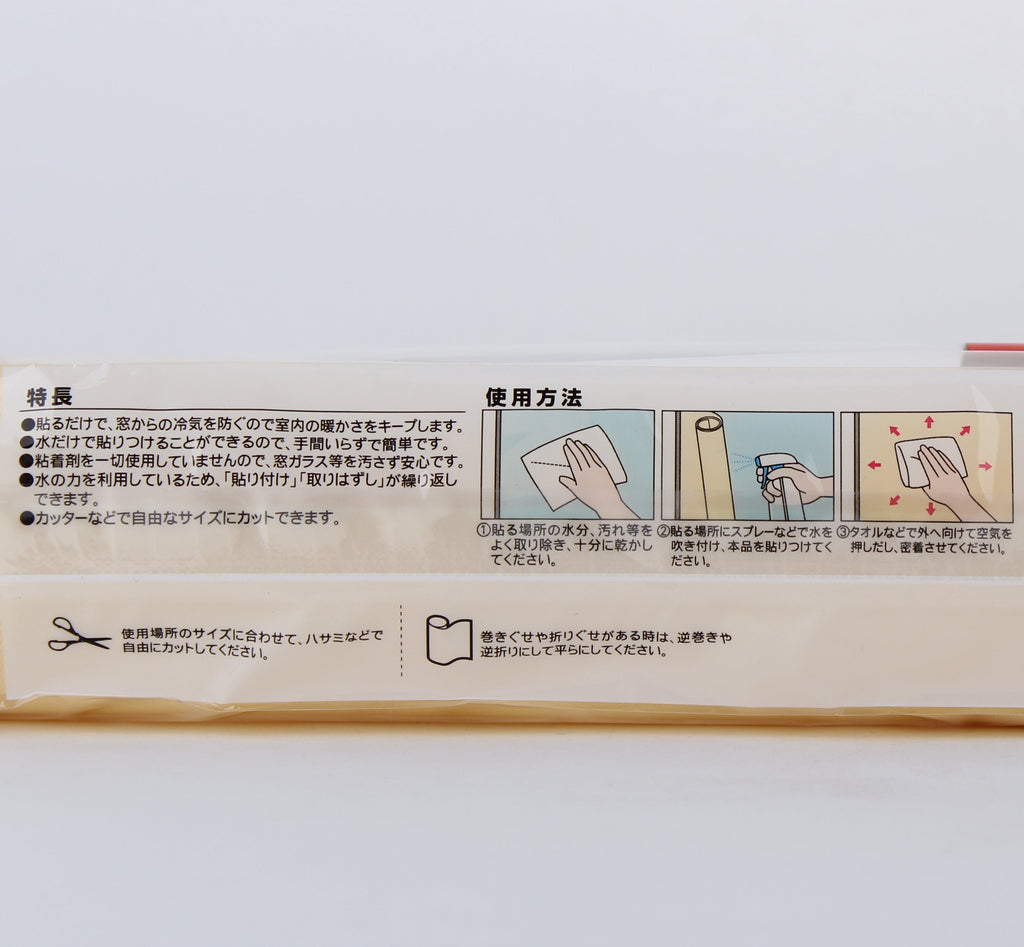 特長
●貼るだけで、窓からの冷気を防ぐので室内の暖かさをキープします。
●水だけで貼りつけることができるので、手間いらずで簡単です。
●粘着剤を一切使用していませんので、窓ガラス等を汚さず安心です。
●水の力を利用しているため、「貼り付け」「取りはずし」が繰り返し
できます。
●カッターなどで自由なサイズにカットできます。
使用方法
①貼る場所の水分、汚れ等を
よく取り除き、十分に乾かし
てください。
②貼る場所にスプレーなどで水を
吹き付け、本品を貼りつけてく
ださい。
③タオルなどで外へ向けて空気を
押しだし、密着させてください。
使用場所のサイズに合わせて、ハサミなどで
自由にカットしてください。
巻きぐせや折りぐせがある時は、逆巻きや
逆折りにして平らにしてください。